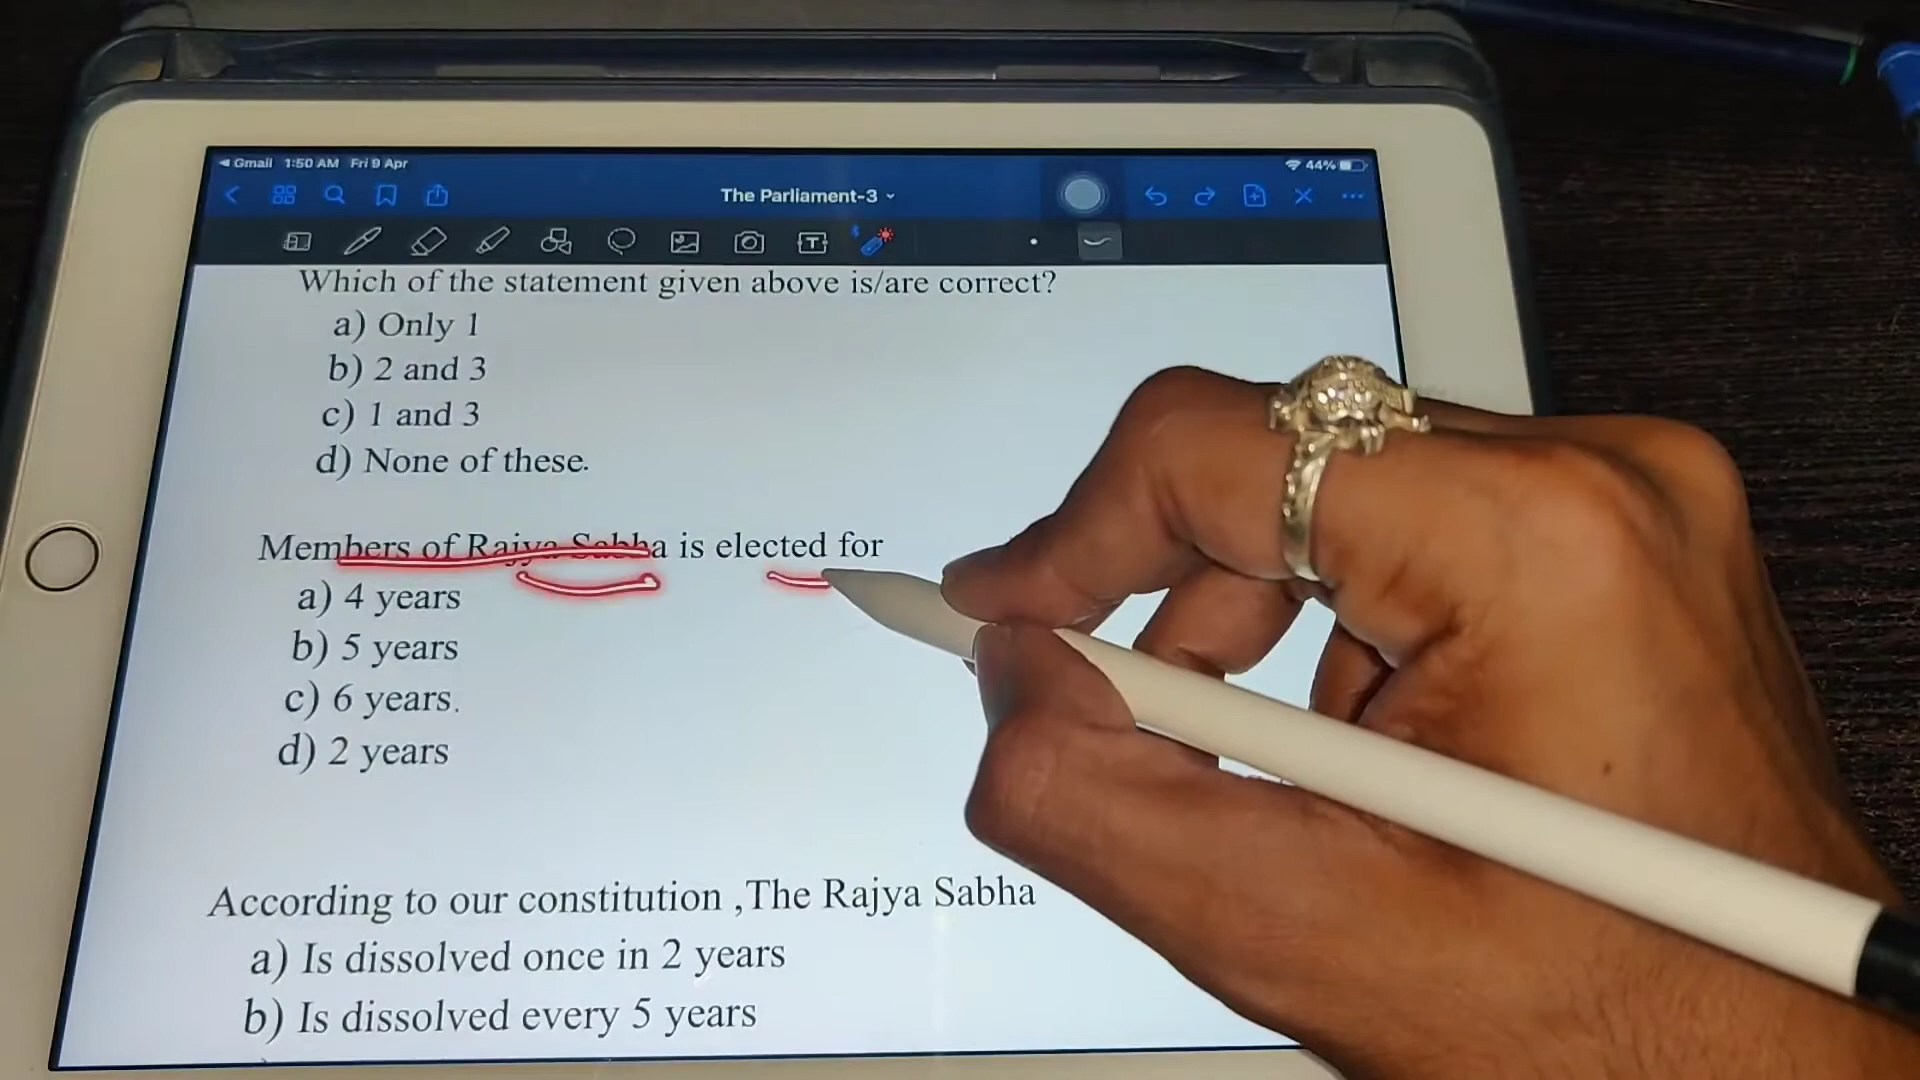 Gmail 1:50 AM Fri 9 Apr
44%
The Parliament-3
T
Which of the statement given above is/are correct?
a) Only 1
b) 2 and 3
c) 1 and 3
d) None of these.
Members of Rajya Sabha is elected for
a) 4 years
b) 5 years
c) 6 years.
d) 2 years
According to our constitution ,The Rajya Sabha
a) Is dissolved once in 2 years
b) Is dissolved every 5 years